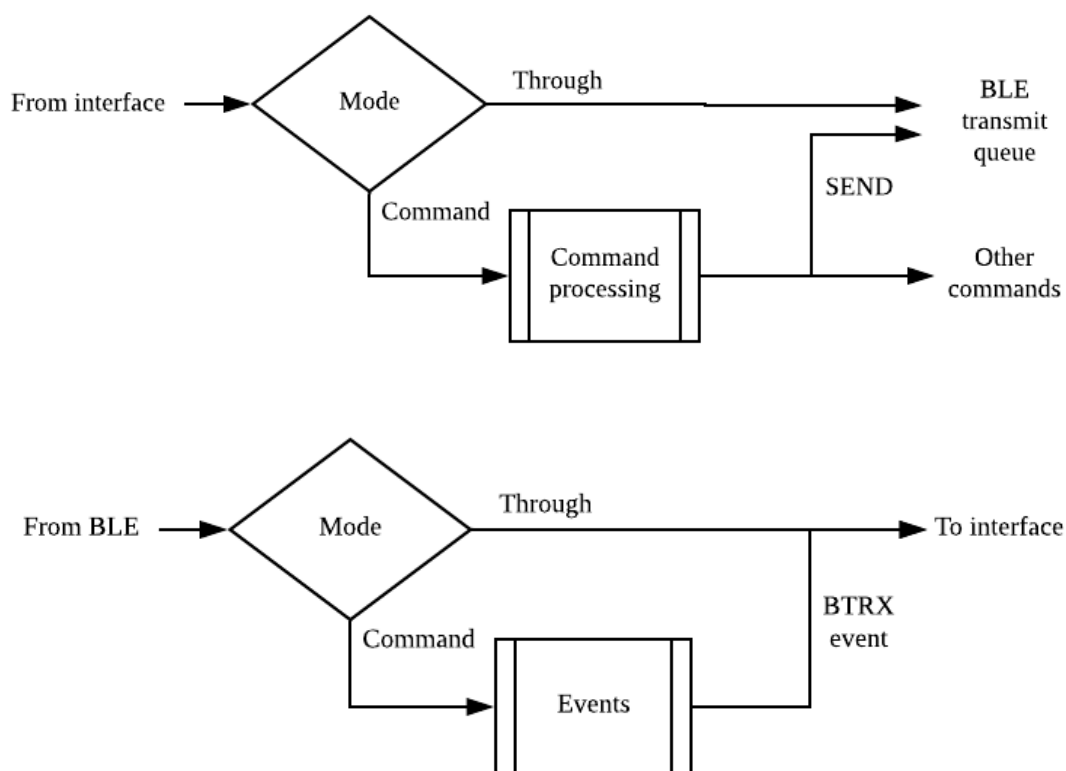 Through
From interface
Mode
BLE
transmit
queue
SEND
Command
Command
processing
Other
commands
Through
From BLE
Mode
To interface
BTRX
event
Command
Events